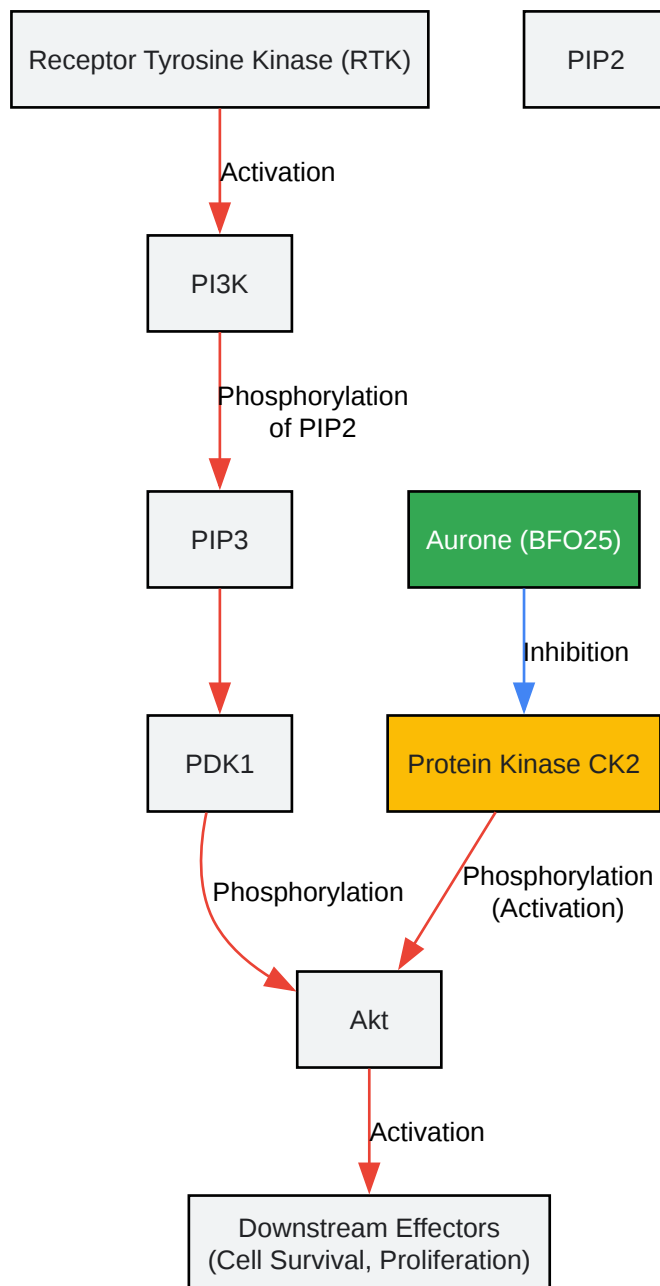 Receptor Tyrosine Kinase (RTK)
PIP2
Activation
PI3K
Phosphorylation
of PIP2
PIP3
Aurone (BFO25)
Inhibition
PDK1
Protein Kinase CK2
Phosphorylation
Phosphorylation
(Activation)
Akt
Activation
Downstream Effectors
(Cell Survival, Proliferation)